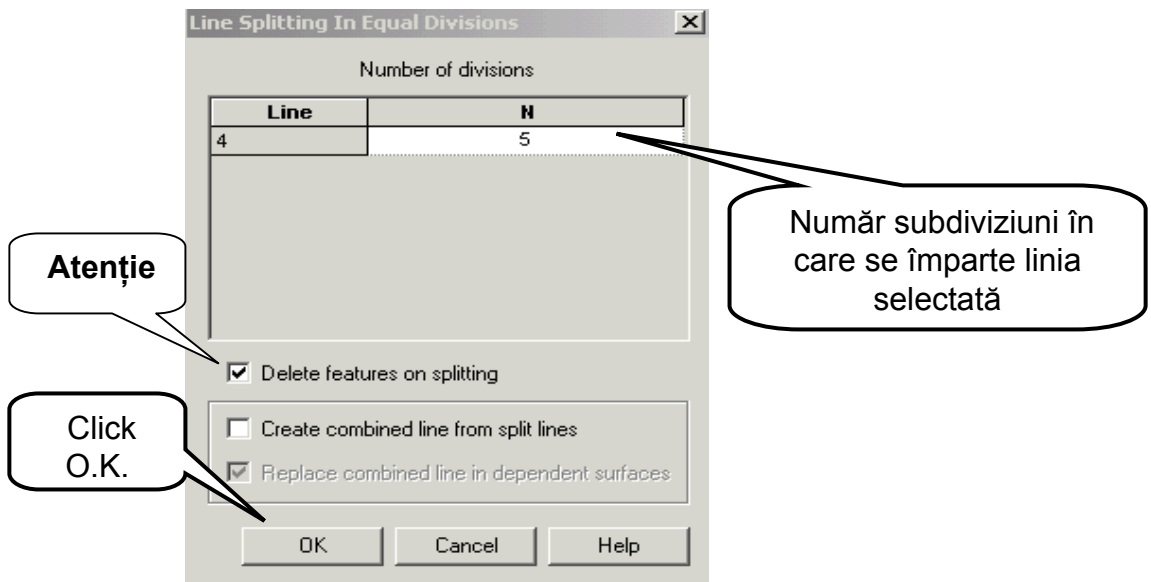 Line Splitting In Equal Divisions
Number of divisions
Line N
4 5
Număr subdiviziuni în
care se împarte linia
selectată
Atenție
Delete features on splitting
Click
O.K.
Create combined line from split lines
Replace combined line in dependent surfaces
OK Cancel Help